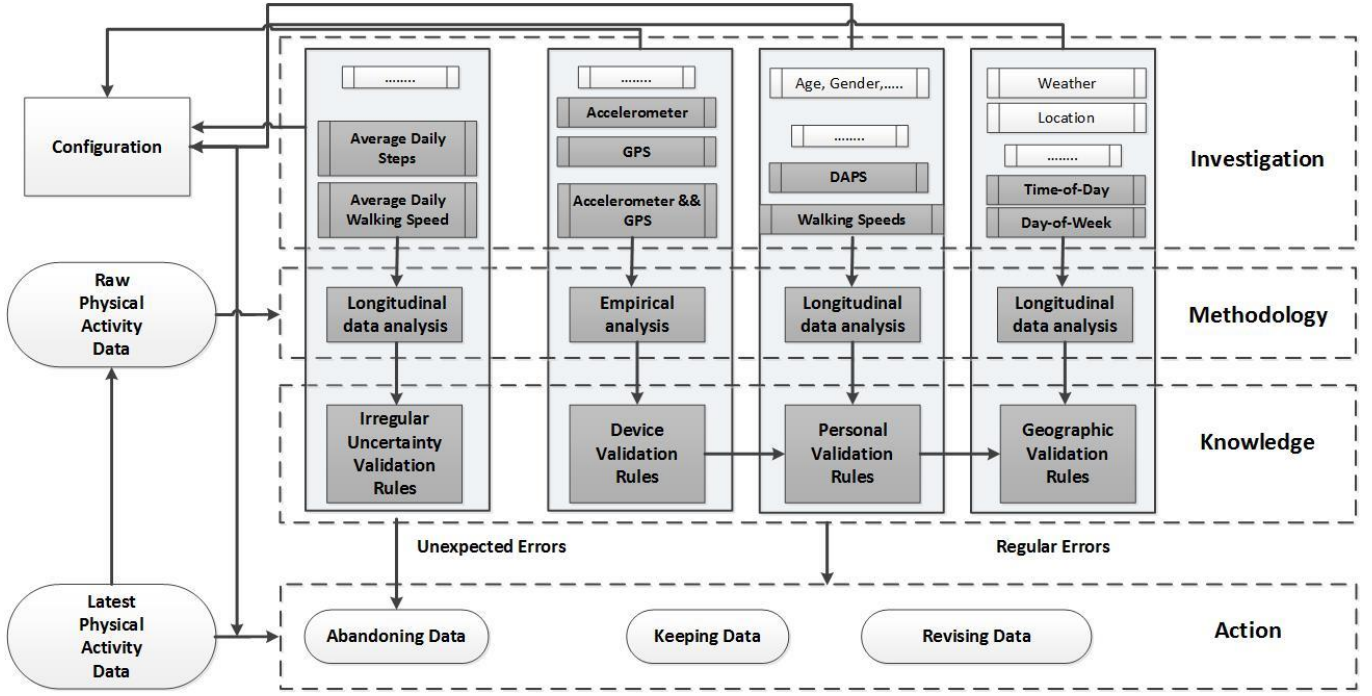 Configuration
Raw
Physical
Activity
Data
Latest
Physical
Activity
Data
........
Average Daily
Steps
Average Daily
Walking Speed
........
Accelerometer
GPS
Accelerometer &&
GPS
Age, Gender,.....
........
DAPS
Walking Speeds
Weather
Location
........
Time-of-Day
Day-of-Week
Investigation
Longitudinal
data analysis
Empirical
analysis
Longitudinal
data analysis
Longitudinal
data analysis
Methodology
Irregular
Uncertainty
Validation
Rules
Device
Validation
Rules
Personal
Validation
Rules
Geographic
Validation
Rules
Knowledge
Unexpected Errors
Regular Errors
Abandoning Data
Keeping Data
Revising Data
Action